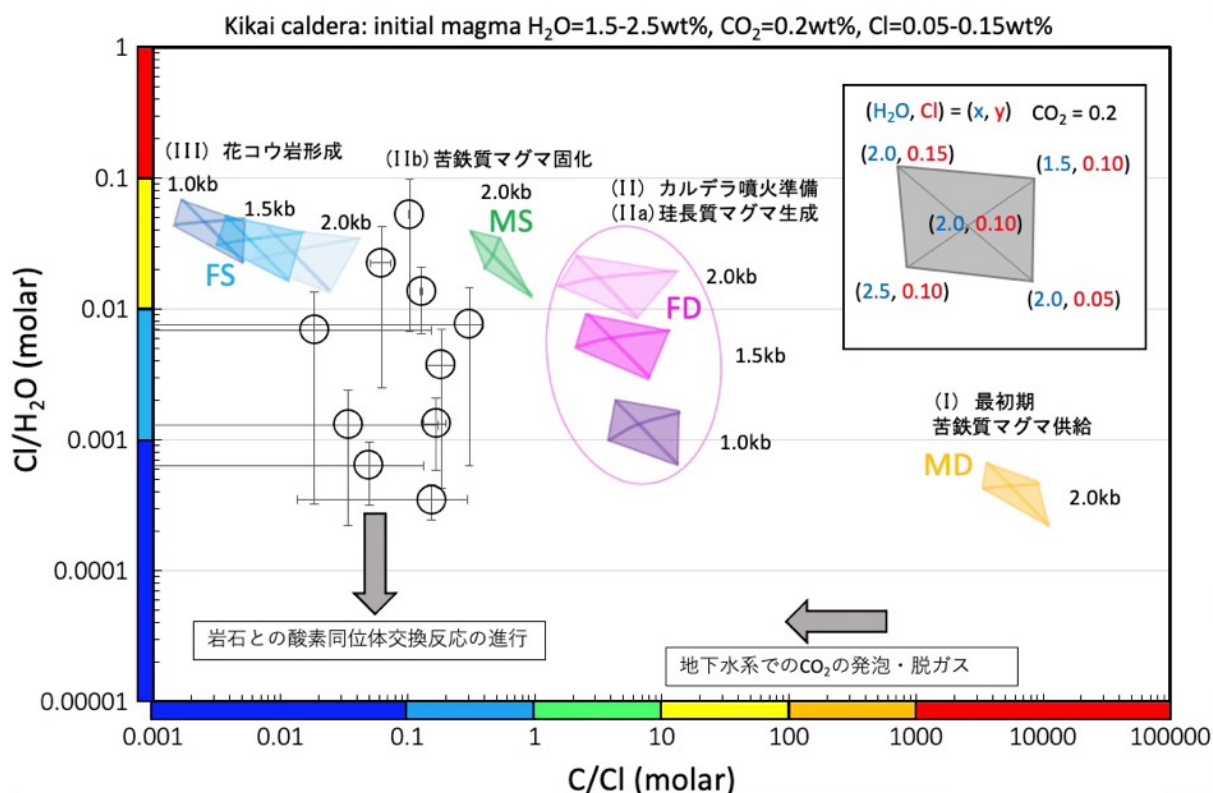 Kikai caldera: initial magma H₂O=1.5-2.5wt%, CO₂=0.2wt%, Cl=0.05-0.15wt%
1
0.1
0.01
0.001
0.0001
0.00001
Cl/H₂O (molar)
(III) 花コウ岩形成
1.0kb
1.5kb
2.0kb
FS
(IIb) 苦鉄質マグマ固化
2.0kb
MS
(II) カルデラ噴火準備
(IIa) 珪長質マグマ生成
2.0kb
FD
1.5kb
1.0kb
(H₂O, Cl) = (x, y) CO₂ = 0.2
(2.0, 0.15)
(1.5, 0.10)
(2.0, 0.10)
(2.5, 0.10)
(2.0, 0.05)
(I) 最初期
苦鉄質マグマ供給
MD
2.0kb
岩石との酸素同位体交換反応の進行
地下水系でのCO₂の発泡・脱ガス
0.001
0.01
0.1
1
10
100
1000
10000
100000
C/Cl (molar)